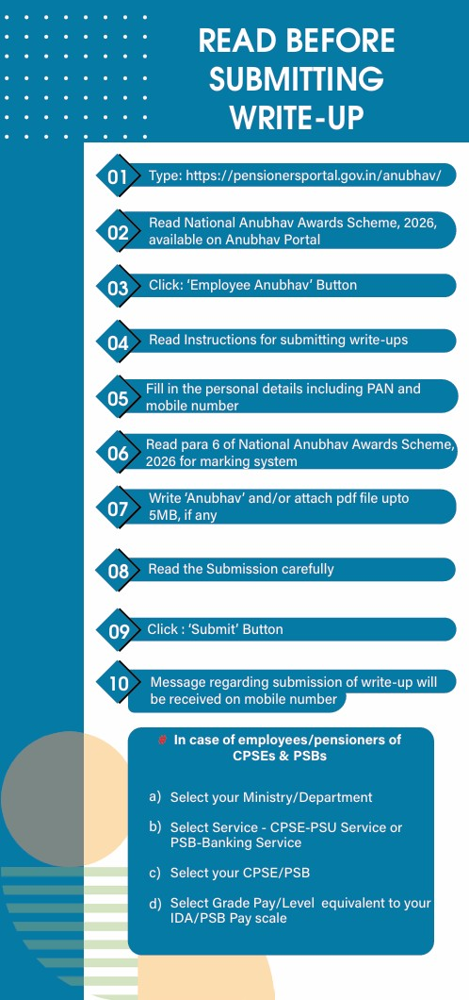 READ BEFORE
SUBMITTING
WRITE-UP
01 Type: https://pensionersportal.gov.in/anubhav/
02 Read National Anubhav Awards Scheme, 2026,
available on Anubhav Portal
03 Click: ‘Employee Anubhav’ Button
04 Read Instructions for submitting write-ups
05 Fill in the personal details including PAN and
mobile number
06 Read para 6 of National Anubhav Awards Scheme,
2026 for marking system
07 Write ‘Anubhav’ and/or attach pdf file upto
5MB, if any
08 Read the Submission carefully
09 Click : ‘Submit’ Button
10 Message regarding submission of write-up will
be received on mobile number
In case of employees/pensioners of
CPSEs & PSBs
a) Select your Ministry/Department
b) Select Service - CPSE-PSU Service or
PSB-Banking Service
c) Select your CPSE/PSB
d) Select Grade Pay/Level equivalent to your
IDA/PSB Pay scale